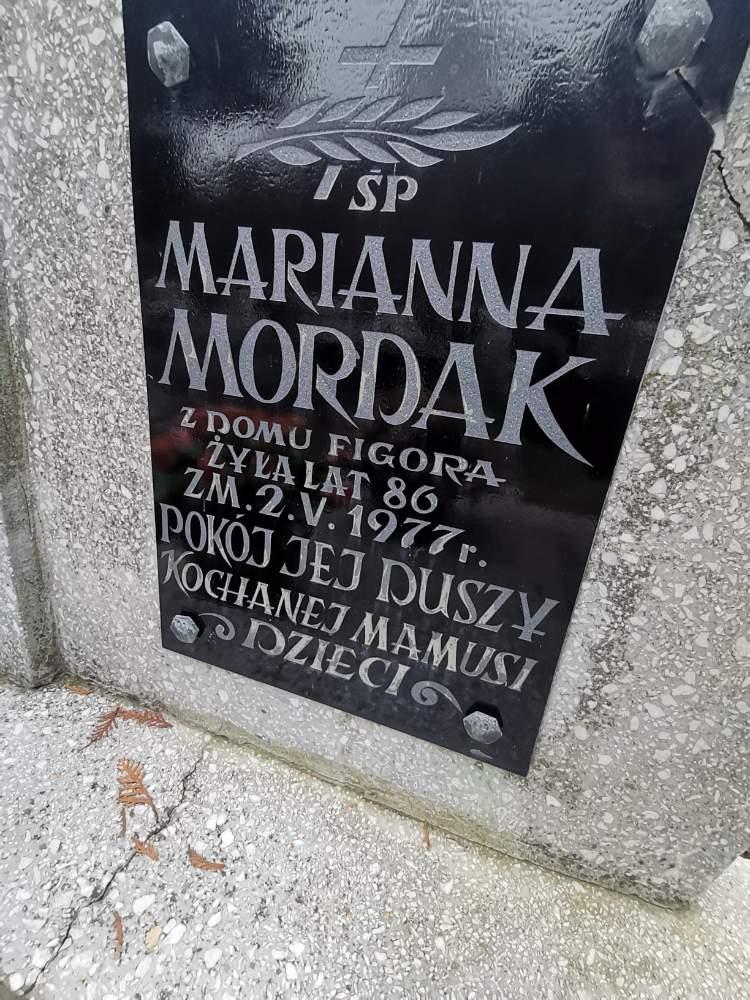 ŚP
MARIANNA
MORDAK
Z DOMU FIGORA
ŻYŁA LAT 86
ZM. 2. V. 1977 r.
POKÓJ JEJ DUSZY
KOCHANEJ MAMUSI
DZIECI